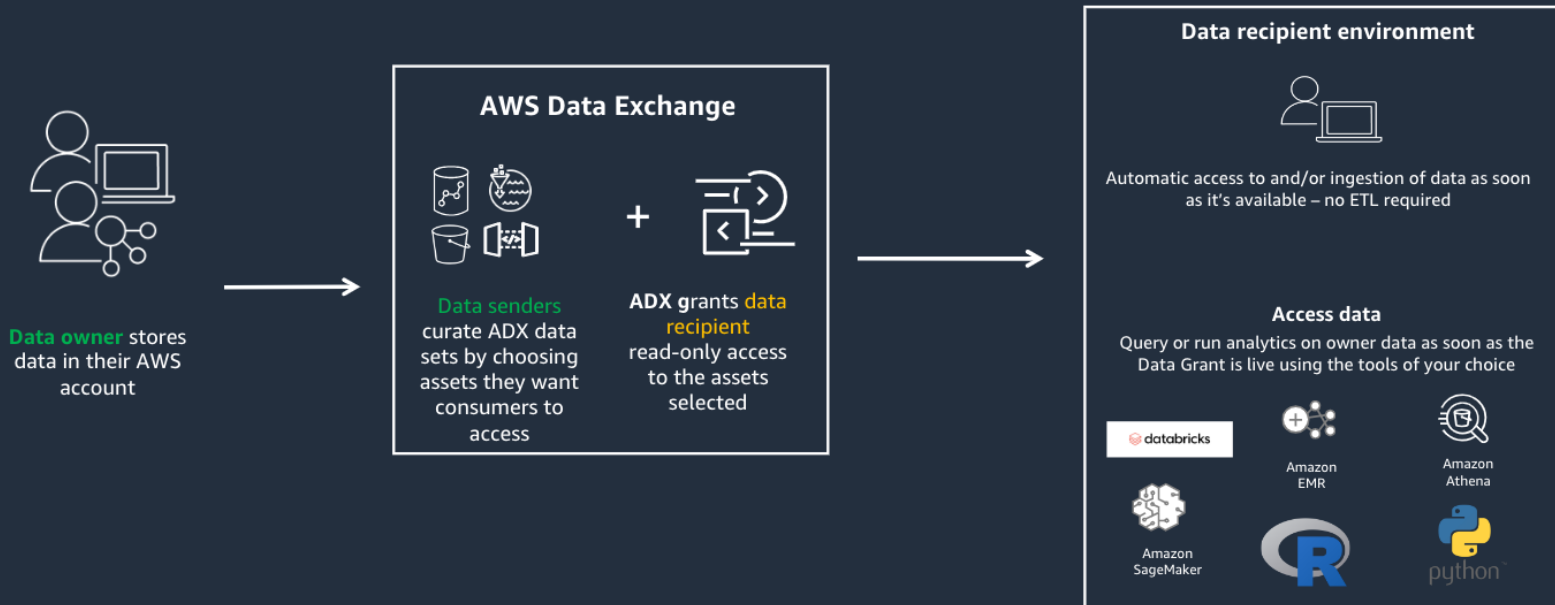 Data owner stores
data in their AWS
account
AWS Data Exchange
+
Data senders
curate ADX data
sets by choosing
assets they want
consumers to
access
ADX grants data
recipient
read-only access
to the assets
selected
Data recipient environment
Automatic access to and/or ingestion of data as soon
as it's available – no ETL required
Access data
Query or run analytics on owner data as soon as the
Data Grant is live using the tools of your choice
databricks
Amazon
EMR
Amazon
Athena
Amazon
SageMaker
R
python™